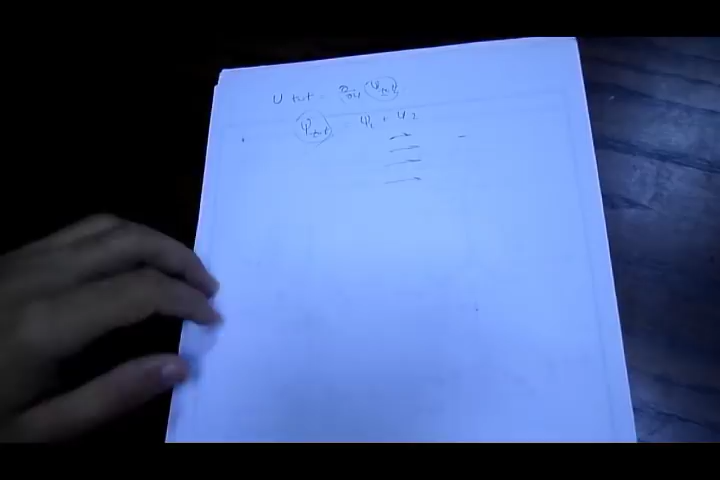 U tot = ∂/∂y ψtot
ψtot = ψ1 + ψ2